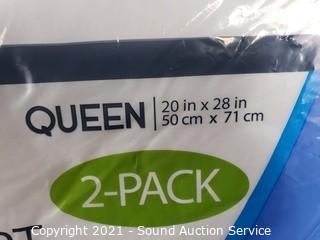 QUEEN
20 in x 28 in
50 cm x 71 cm
2-PACK
Copyright 2021 - Sound Auction Service